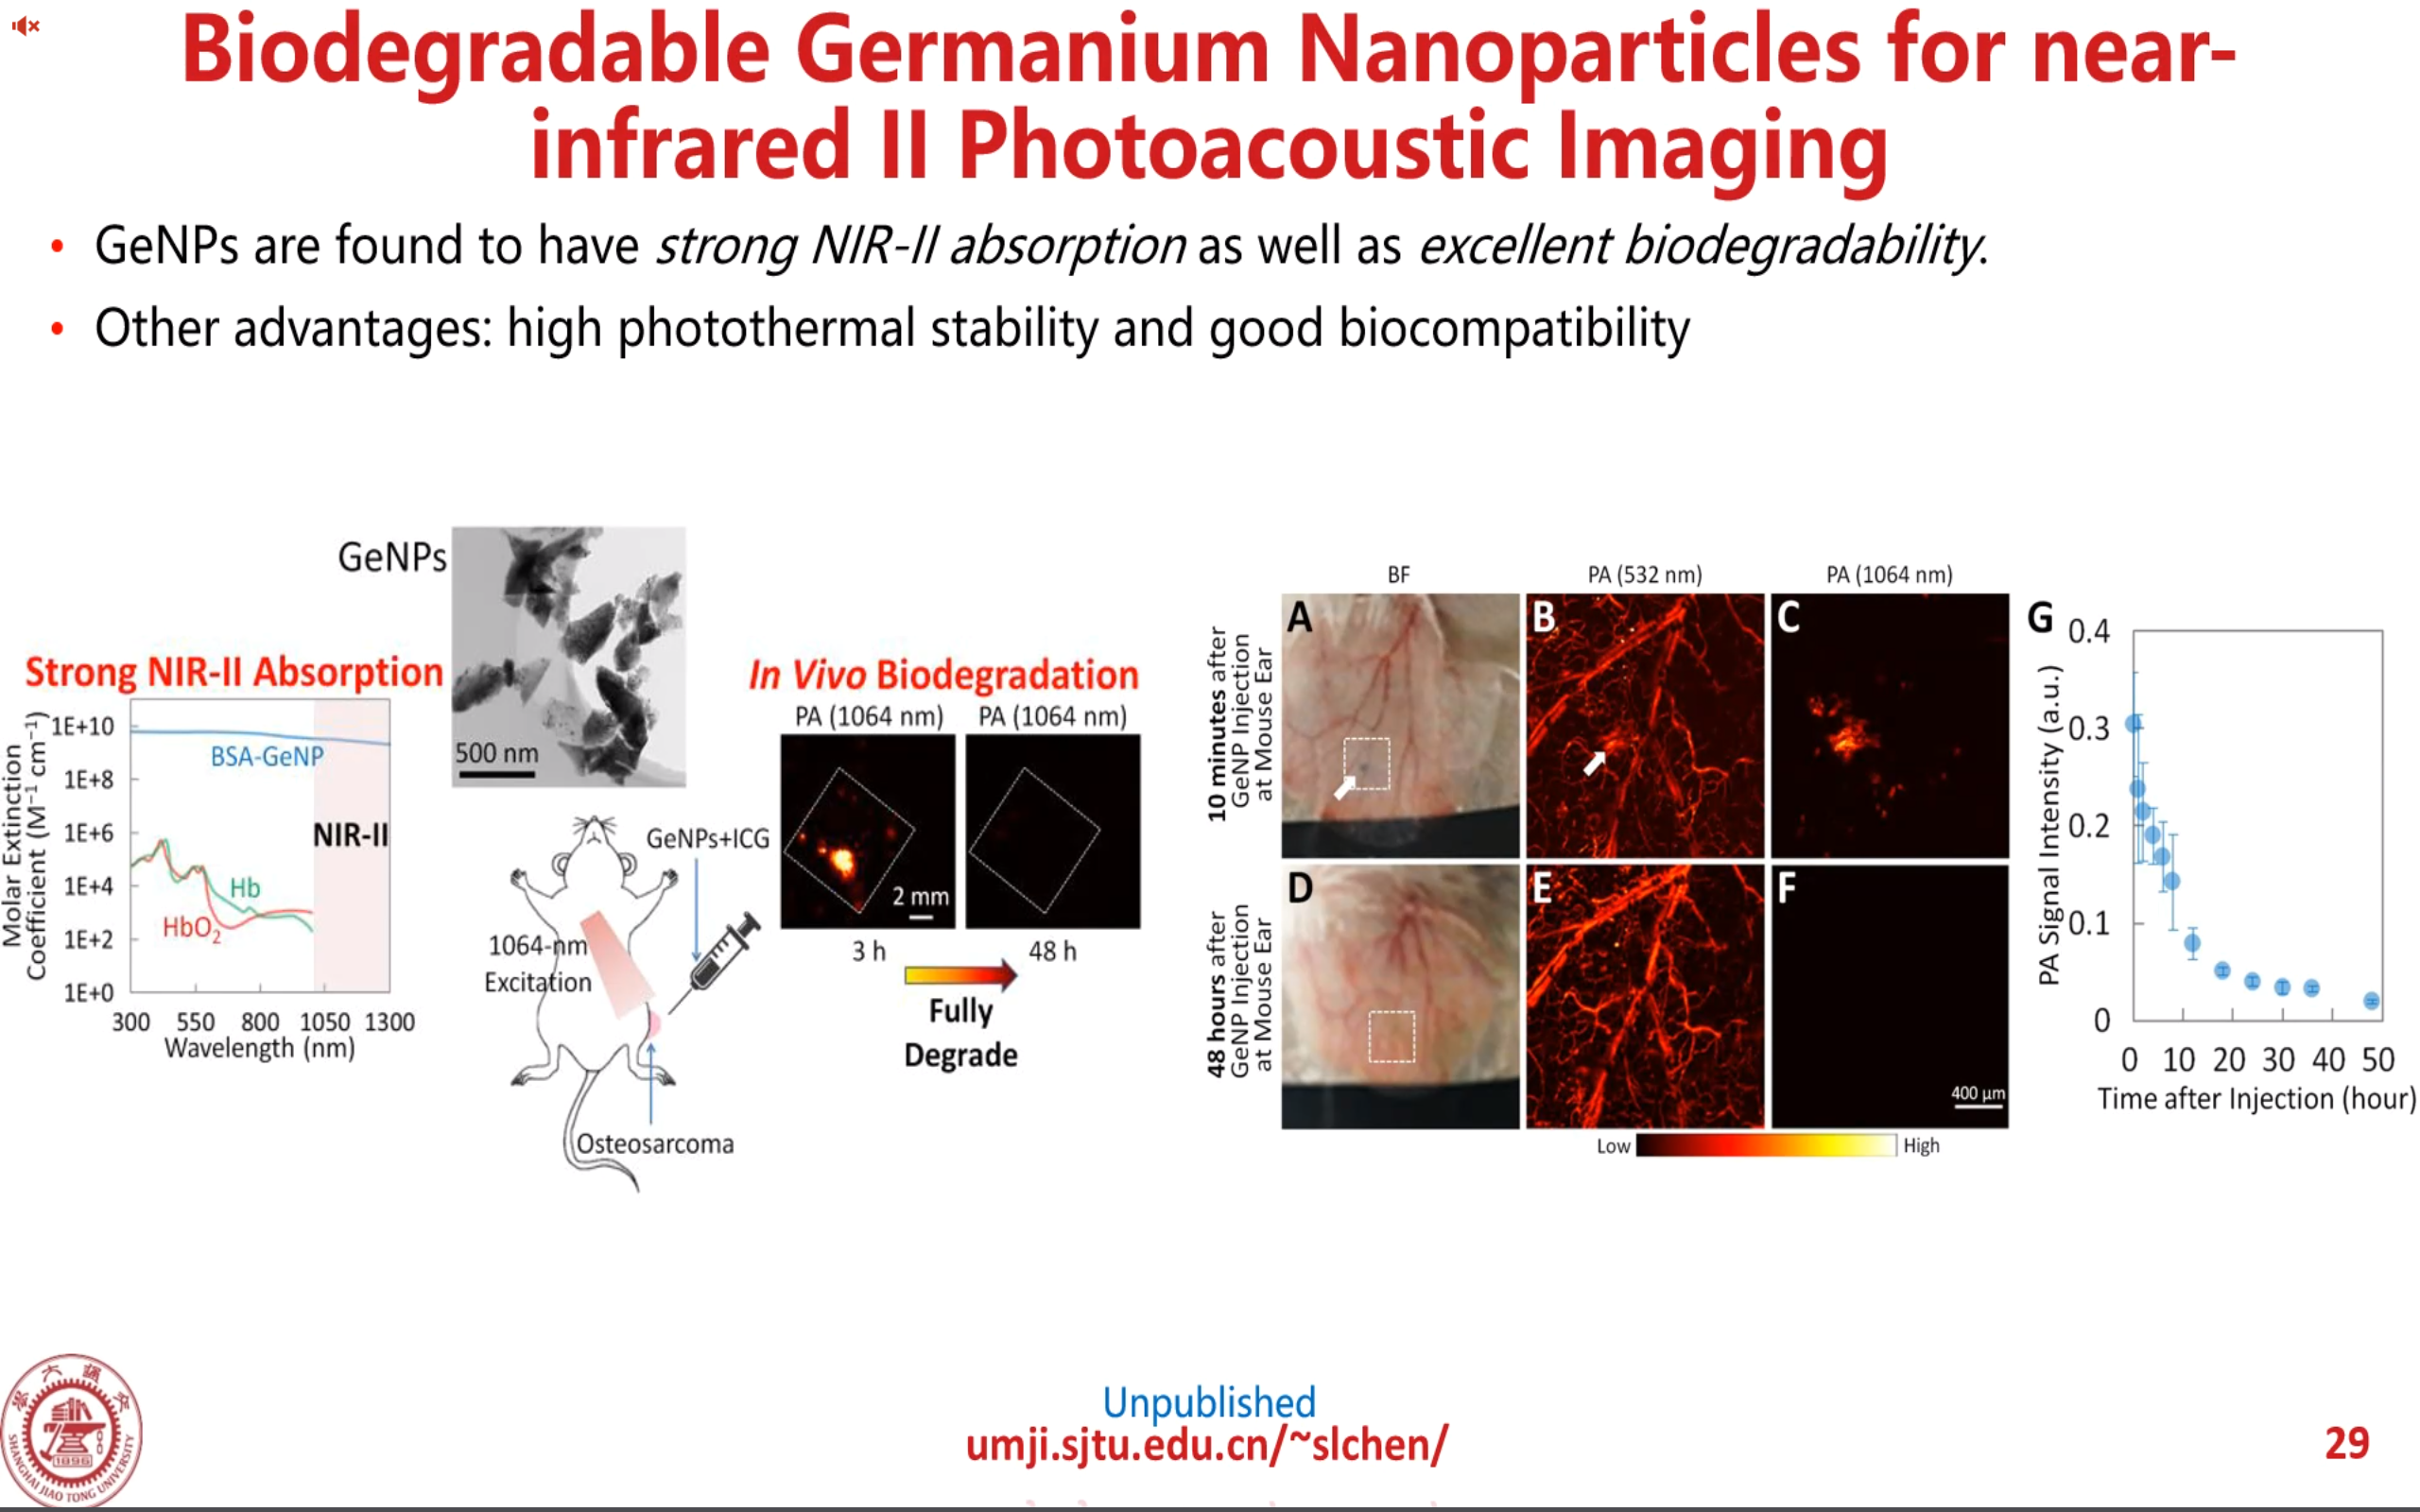 Biodegradable Germanium Nanoparticles for near-
infrared II Photoacoustic Imaging
• GeNPs are found to have strong NIR-II absorption as well as excellent biodegradability.
• Other advantages: high photothermal stability and good biocompatibility
GeNPs
500 nm
Strong NIR-II Absorption
Molar Extinction
Coefficient (M⁻¹ cm⁻¹)
1E+10
1E+8
1E+6
1E+4
1E+2
1E+0
BSA-GeNP
NIR-II
Hb
HbO₂
300 550 800 1050 1300
Wavelength (nm)
GeNPs+ICG
1064-nm
Excitation
Osteosarcoma
In Vivo Biodegradation
PA (1064 nm) PA (1064 nm)
2 mm
3 h 48 h
Fully
Degrade
BF PA (532 nm) PA (1064 nm)
10 minutes after
GeNP Injection
at Mouse Ear
A B C
48 hours after
GeNP Injection
at Mouse Ear
D E F
400 µm
Low High
G
PA Signal Intensity (a.u.)
0.4
0.3
0.2
0.1
0
0 10 20 30 40 50
Time after Injection (hour)
Unpublished
umji.sjtu.edu.cn/~slchen/
29
1896
SHANGHAI JIAO TONG UNIVERSITY